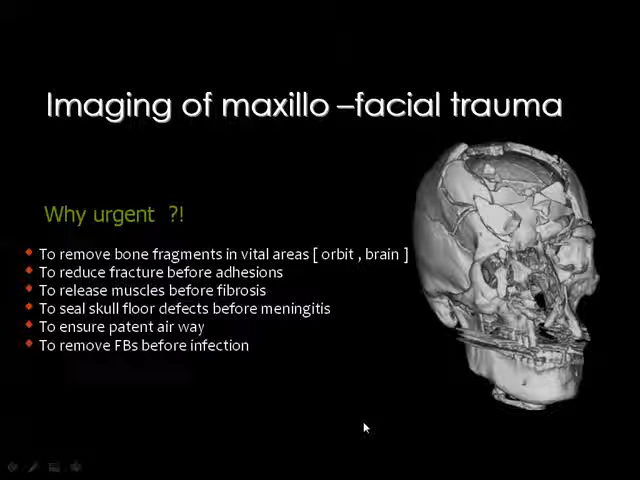 Imaging of maxillo –facial trauma
Why urgent ?!
To remove bone fragments in vital areas [ orbit , brain ]
To reduce fracture before adhesions
To release muscles before fibrosis
To seal skull floor defects before meningitis
To ensure patent air way
To remove FBs before infection